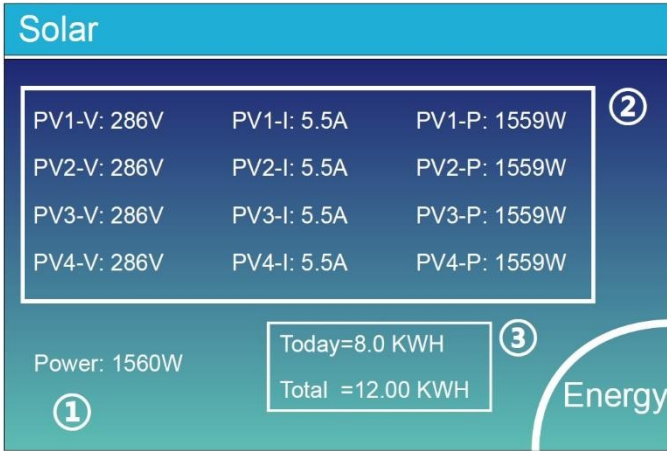 Solar
PV1-V: 286V PV1-I: 5.5A PV1-P: 1559W
②
PV2-V: 286V PV2-I: 5.5A PV2-P: 1559W
PV3-V: 286V PV3-I: 5.5A PV3-P: 1559W
PV4-V: 286V PV4-I: 5.5A PV4-P: 1559W
Today=8.0 KWH
③
Power: 1560W
Total =12.00 KWH
Energy
①